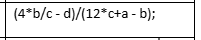 (4*b/c - d)/(12*c+a - b);